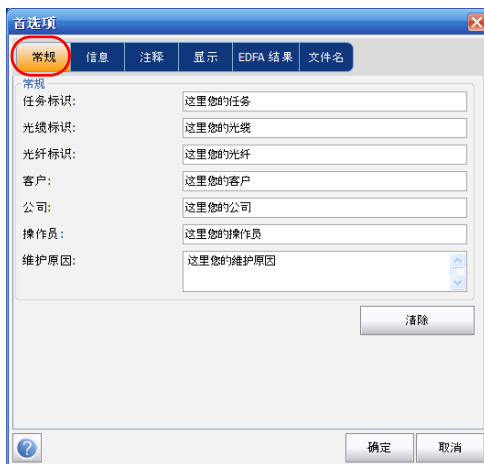 首选项
常规 信息 注释 显示 EDFA 结果 文件名
常规
任务标识: 这里您的任务
光缆标识: 这里您的光缆
光纤标识: 这里您的光纤
客户: 这里您的客户
公司: 这里您的公司
操作员: 这里您的操作员
维护原因: 这里您的维护原因
清除
? 确定 取消